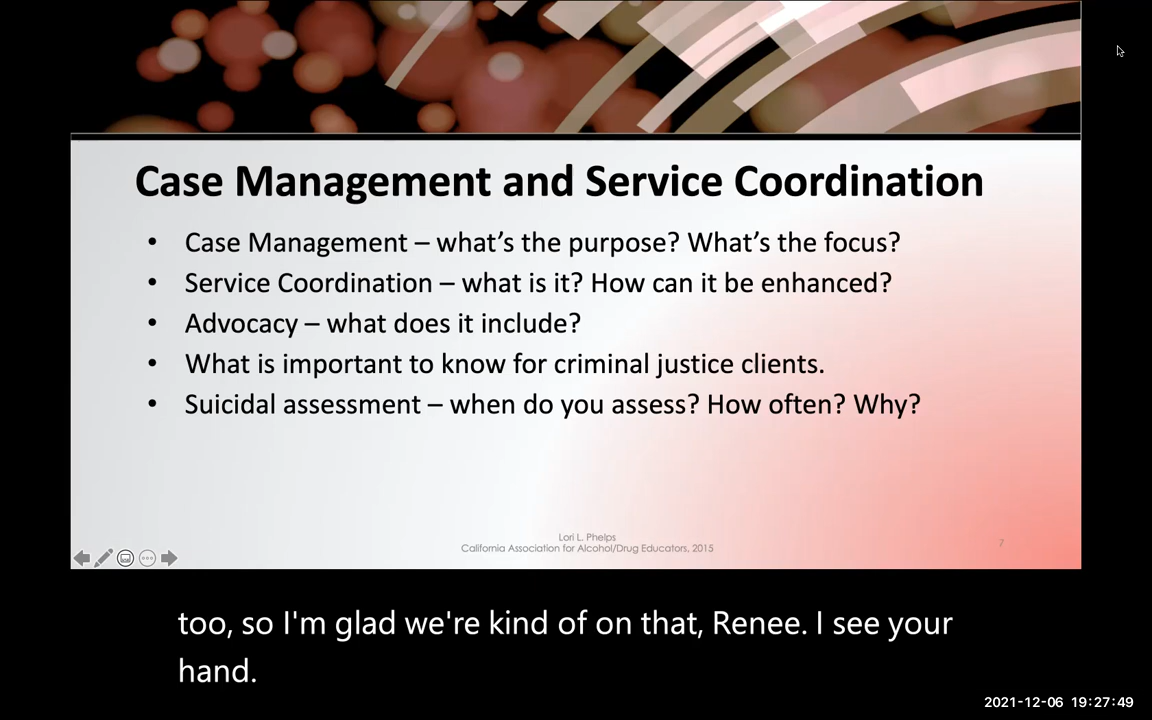 Case Management and Service Coordination
• Case Management – what's the purpose? What's the focus?
• Service Coordination – what is it? How can it be enhanced?
• Advocacy – what does it include?
• What is important to know for criminal justice clients.
• Suicidal assessment – when do you assess? How often? Why?
Lori L. Phelps
California Association for Alcohol/Drug Educators, 2015
7
too, so I'm glad we're kind of on that, Renee. I see your
hand.
2021-12-06 19:27:49